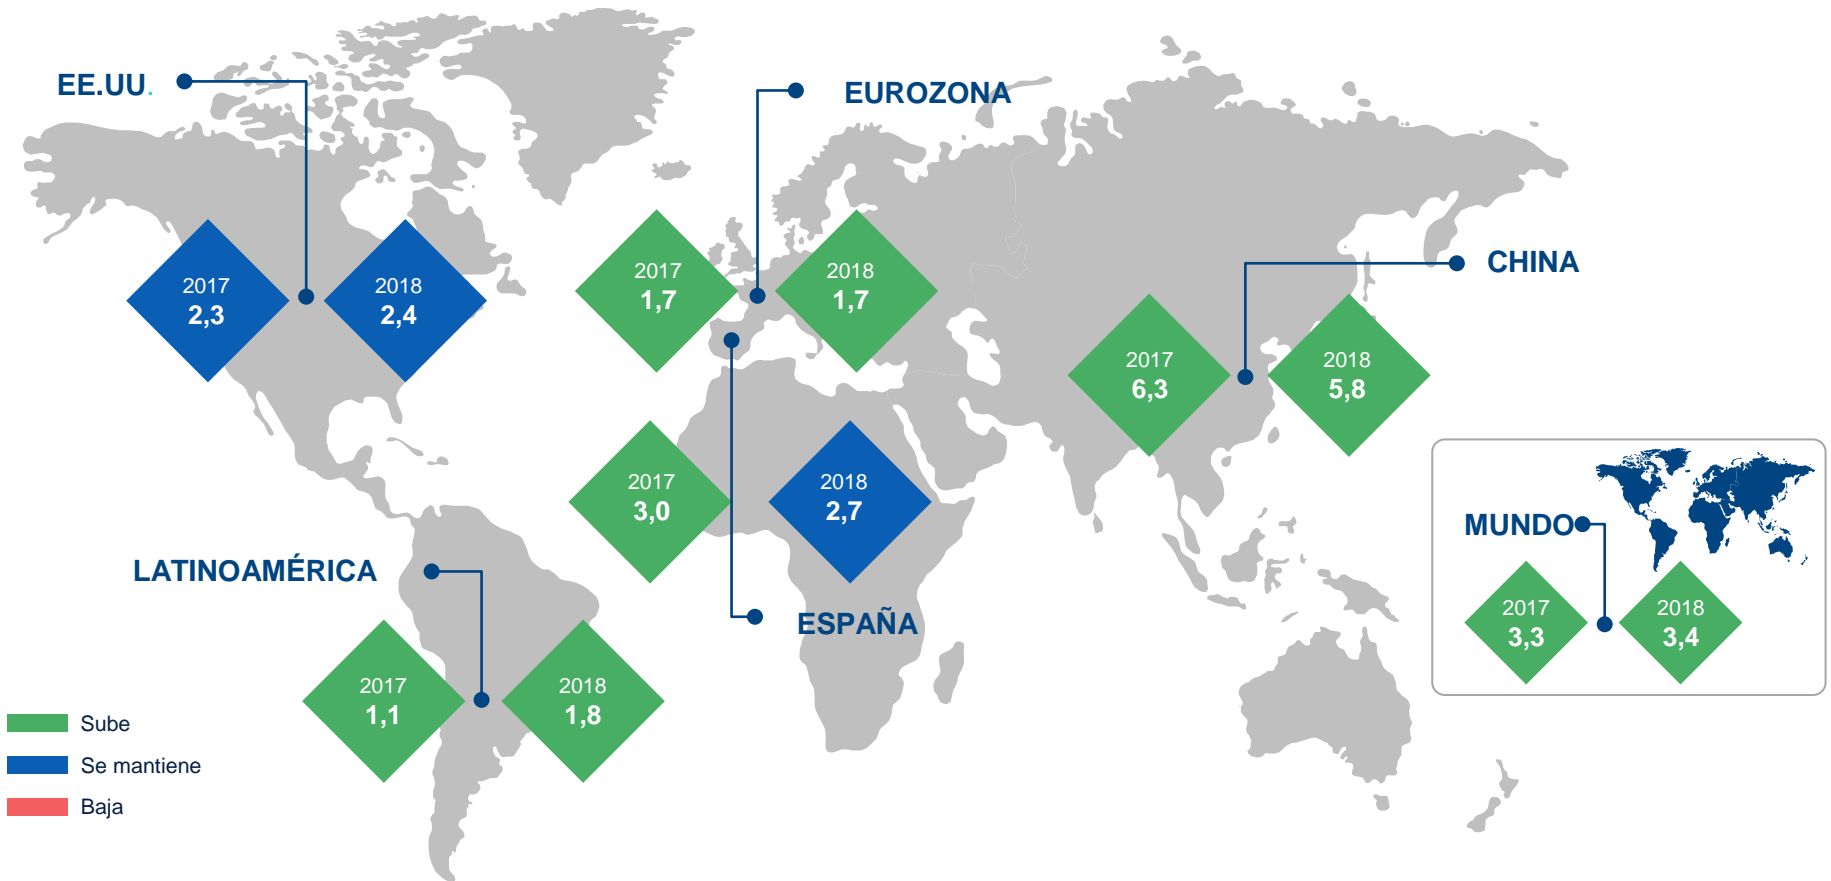 EE.UU.
2017
2,3
2018
2,4
EUROZONA
2017
1,7
2018
1,7
CHINA
2017
6,3
2018
5,8
2017
3,0
2018
2,7
ESPAÑA
LATINOAMÉRICA
2017
1,1
2018
1,8
MUNDO
2017
3,3
2018
3,4
Sube
Se mantiene
Baja